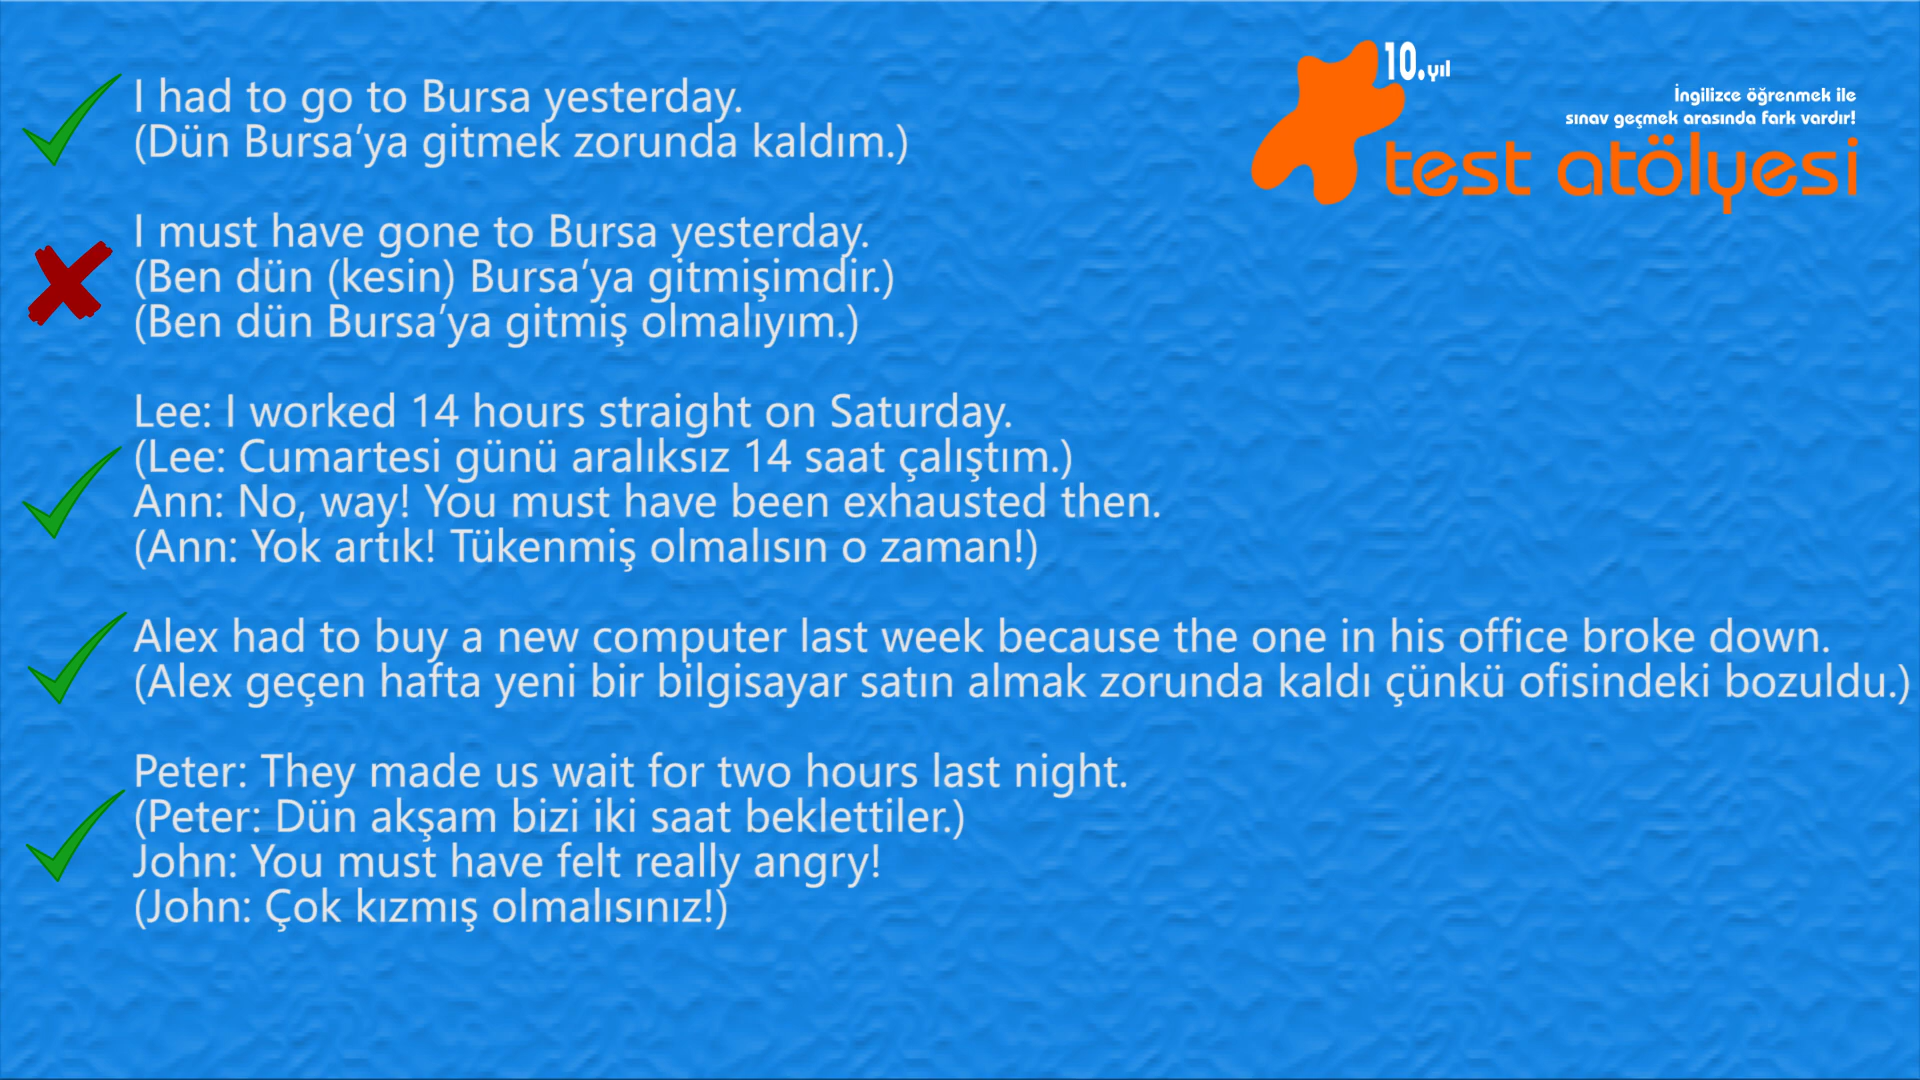 I had to go to Bursa yesterday.
(Dün Bursa’ya gitmek zorunda kaldım.)
I must have gone to Bursa yesterday.
(Ben dün (kesin) Bursa’ya gitmişimdir.)
(Ben dün Bursa’ya gitmiş olmalıyım.)
Lee: I worked 14 hours straight on Saturday.
(Lee: Cumartesi günü aralıksız 14 saat çalıştım.)
Ann: No, way! You must have been exhausted then.
(Ann: Yok artık! Tükenmiş olmalısın o zaman!)
Alex had to buy a new computer last week because the one in his office broke down.
(Alex geçen hafta yeni bir bilgisayar satın almak zorunda kaldı çünkü ofisindeki bozuldu.)
Peter: They made us wait for two hours last night.
(Peter: Dün akşam bizi iki saat beklettiler.)
John: You must have felt really angry!
(John: Çok kızmış olmalısınız!)
10.yıl
İngilizce öğrenmek ile
sınav geçmek arasında fark vardır!
test atölyesi